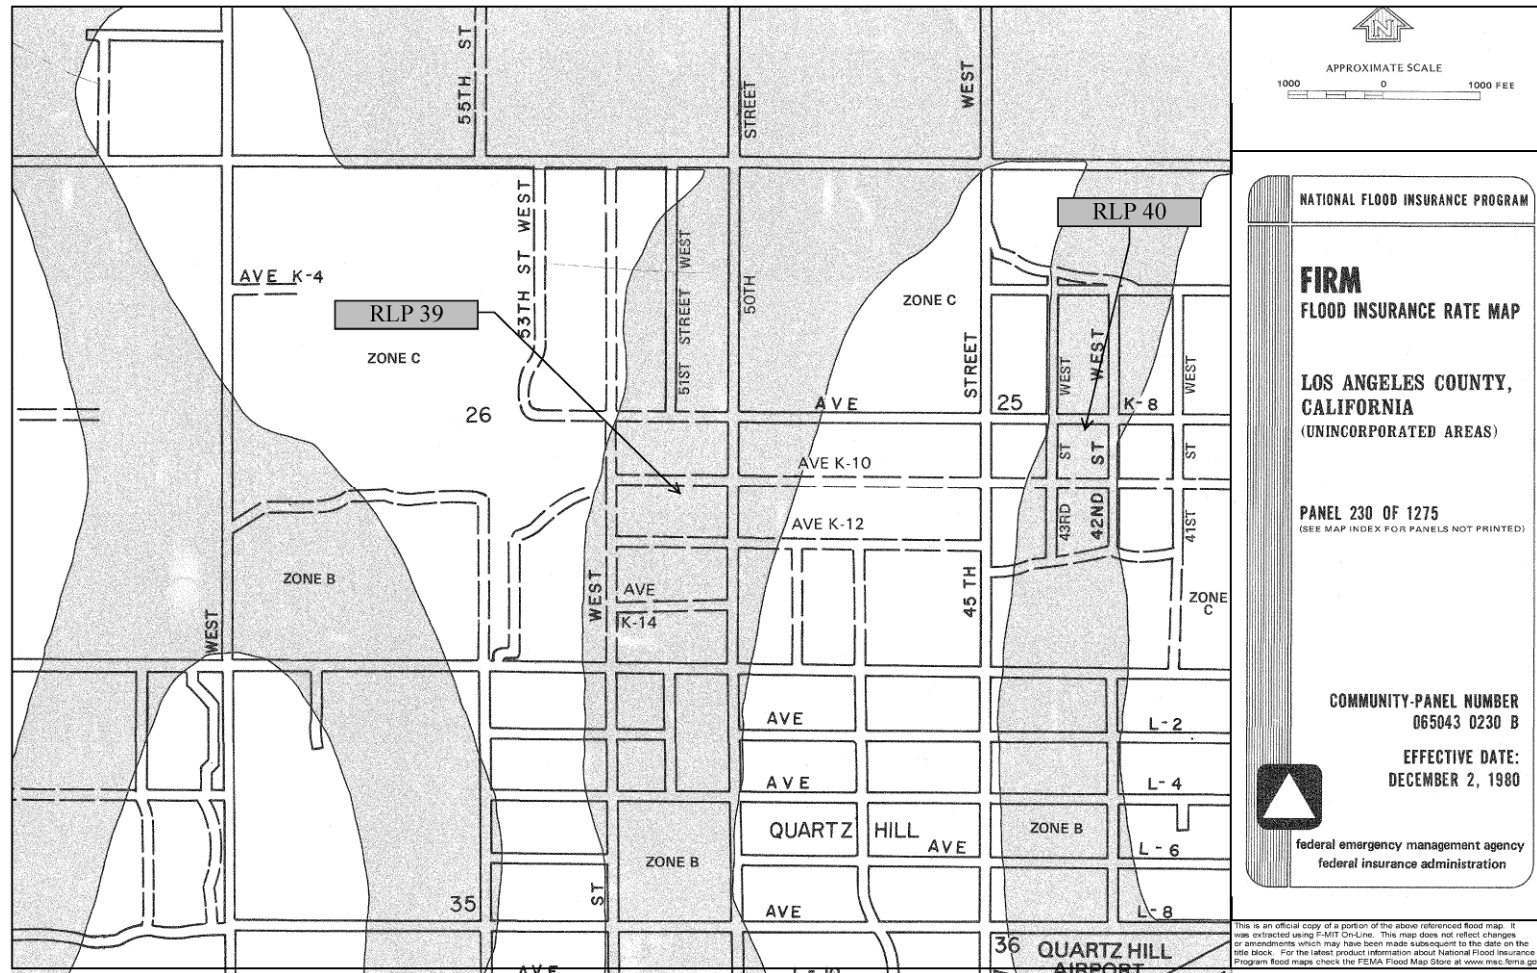 55TH ST
STREET
WEST
53TH ST WEST
51ST STREET WEST
50TH
AVE K-4
RLP 39
ZONE C
26
RLP 40
ZONE C
STREET
WEST
WEST
WEST
AVE
25
K-8
AVE K-10
ST
ST
ST
AVE K-12
43RD
42ND
41ST
ZONE B
WEST
WEST
AVE
K-14
45 TH
ZONE
C
AVE
L-2
AVE
L-4
QUARTZ HILL
AVE
ZONE B
L-6
ZONE B
35
ST
AVE
L-8
36
QUARTZ HILL
AIRPORT
AVE
L-10
N
APPROXIMATE SCALE
1000 0 1000 FEE
NATIONAL FLOOD INSURANCE PROGRAM
FIRM
FLOOD INSURANCE RATE MAP
LOS ANGELES COUNTY,
CALIFORNIA
(UNINCORPORATED AREAS)
PANEL 230 OF 1275
(SEE MAP INDEX FOR PANELS NOT PRINTED)
COMMUNITY-PANEL NUMBER
065043 0230 B
EFFECTIVE DATE:
DECEMBER 2, 1980
federal emergency management agency
federal insurance administration
This is an official copy of a portion of the above referenced flood map. It
was extracted using F-MIT On-Line. This map does not reflect changes
or amendments which may have been made subsequent to the date on the
title block. For the latest product information about National Flood Insurance
Program flood maps check the FEMA Flood Map Store at www.msc.fema.go